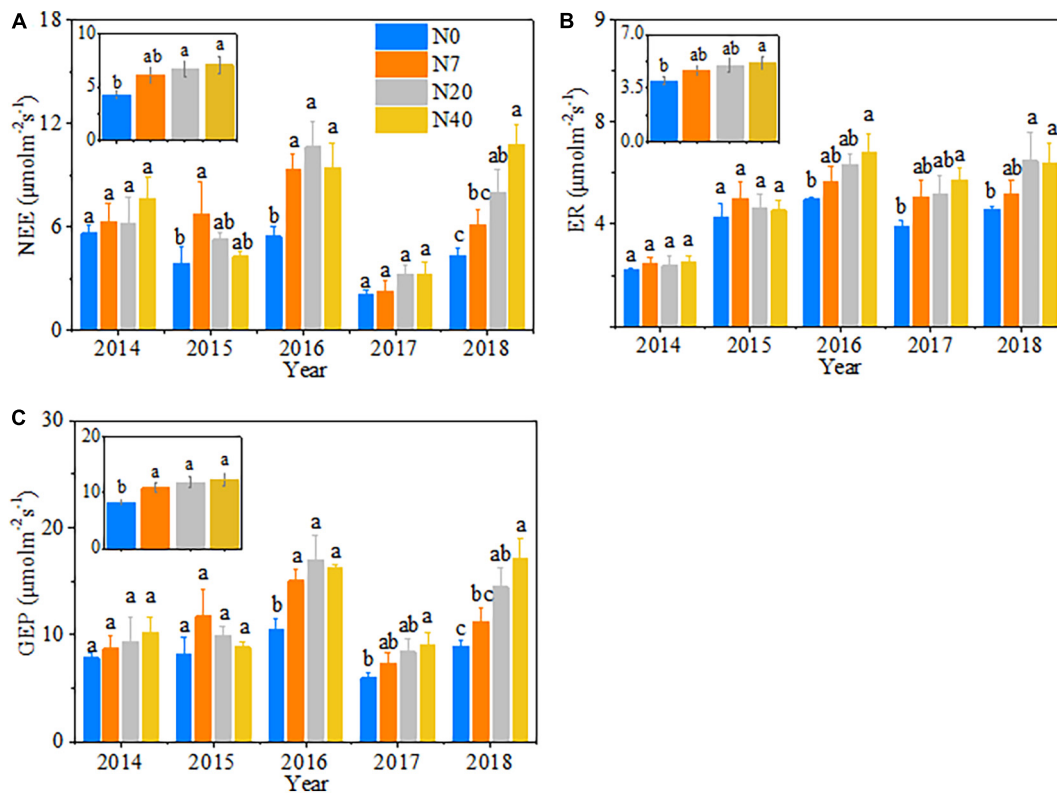 A
NEE (µmolm⁻²s⁻¹)
18
12
6
0
10
5
0
b ab a a
N0
N7
N20
N40
a a a a
b a ab ab
b a a a
a a a a
c bc ab a
2014 2015 2016 2017 2018
Year
B
ER (µmolm⁻²s⁻¹)
9
8
4
7.0
3.5
0.0
b ab ab a
a a a a
a a a a
b ab ab a
b ab ab a
b ab a a
2014 2015 2016 2017 2018
Year
C
GEP (µmolm⁻²s⁻¹)
30
20
10
0
20
10
0
b a a a
a a a a
a a a a
b a a a
b ab ab a
c bc ab a
2014 2015 2016 2017 2018
Year